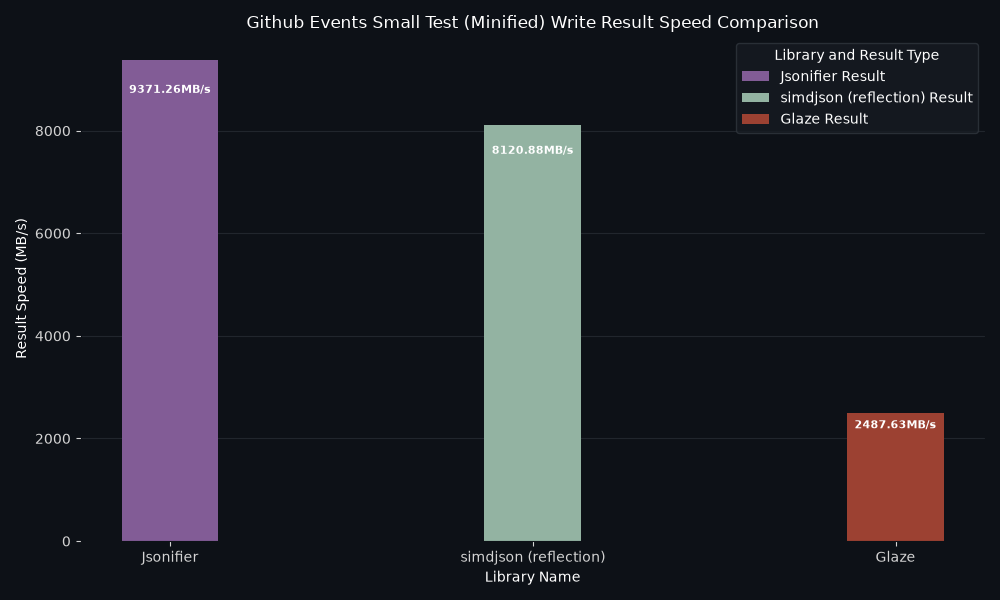 Github Events Small Test (Minified) Write Result Speed Comparison
Library and Result Type
Jsonifier Result
simdjson (reflection) Result
Glaze Result
9371.26MB/s
8120.88MB/s
2487.63MB/s
Result Speed (MB/s)
8000
6000
4000
2000
0
Jsonifier
simdjson (reflection)
Glaze
Library Name